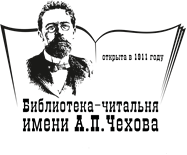 открыта в 1911 году
Библиотека-читальня
имени А.П.Чехова